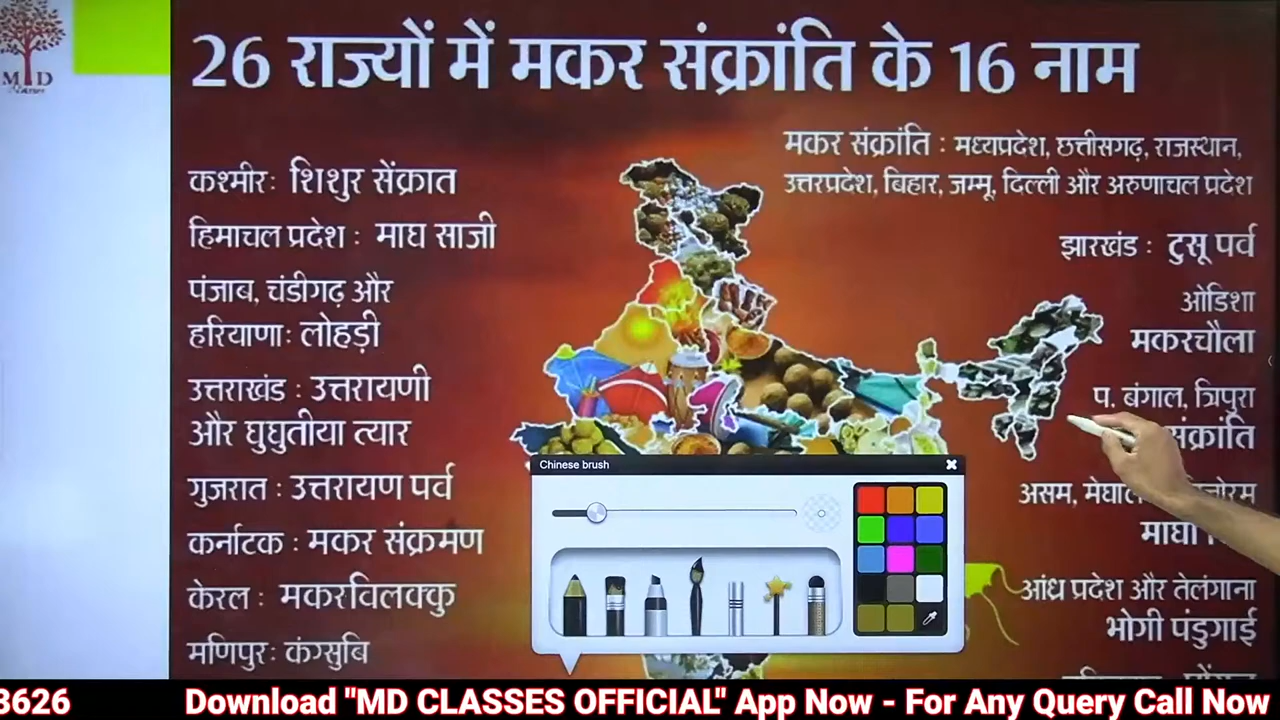 MD
26 राज्यों में मकर संक्रांति के 16 नाम
कश्मीर: शिशुर सेंक्रात
हिमाचल प्रदेश : माघ साजी
पंजाब, चंडीगढ़ और
हरियाणा: लोहड़ी
उत्तराखंड : उत्तरायणी
और घुघुतीया त्यार
गुजरात : उत्तरायण पर्व
कर्नाटक : मकर संक्रमण
केरल : मकरविलक्कु
मणिपुर: कंग्सुबि
मकर संक्रांति : मध्यप्रदेश, छत्तीसगढ़, राजस्थान,
उत्तरप्रदेश, बिहार, जम्मू, दिल्ली और अरुणाचल प्रदेश
झारखंड : टुसू पर्व
ओडिशा
मकरचौला
प. बंगाल, त्रिपुरा
संक्रांति
असम,
आंध्र प्रदेश और तेलंगाना
भोगी पंडुगाई
Chinese brush
3626 Download "MD CLASSES OFFICIAL" App Now - For Any Query Call Now